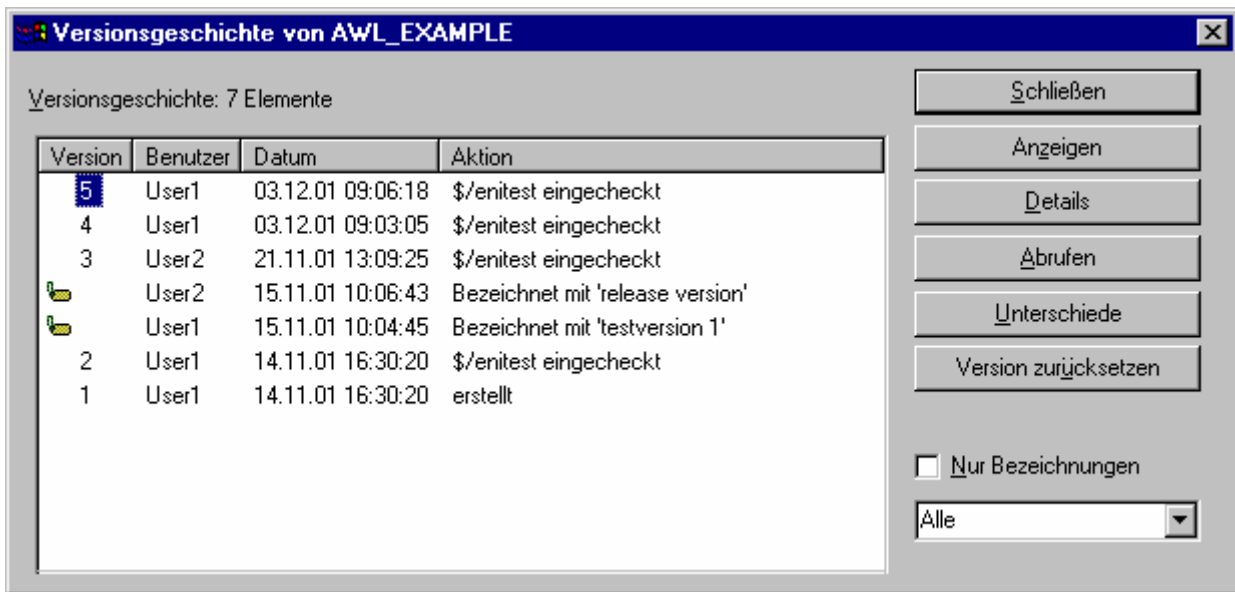 Versionsgeschichte von AWL_EXAMPLE
Versionsgeschichte: 7 Elemente
Version Benutzer Datum Aktion
5 User1 03.12.01 09:06:18 $/enitest eingecheckt
4 User1 03.12.01 09:03:05 $/enitest eingecheckt
3 User2 21.11.01 13:09:25 $/enitest eingecheckt
User2 15.11.01 10:06:43 Bezeichnet mit 'release version'
User1 15.11.01 10:04:45 Bezeichnet mit 'testversion 1'
2 User1 14.11.01 16:30:20 $/enitest eingecheckt
1 User1 14.11.01 16:30:20 erstellt
Schließen
Anzeigen
Details
Abrufen
Unterschiede
Version zurücksetzen
Nur Bezeichnungen
Alle